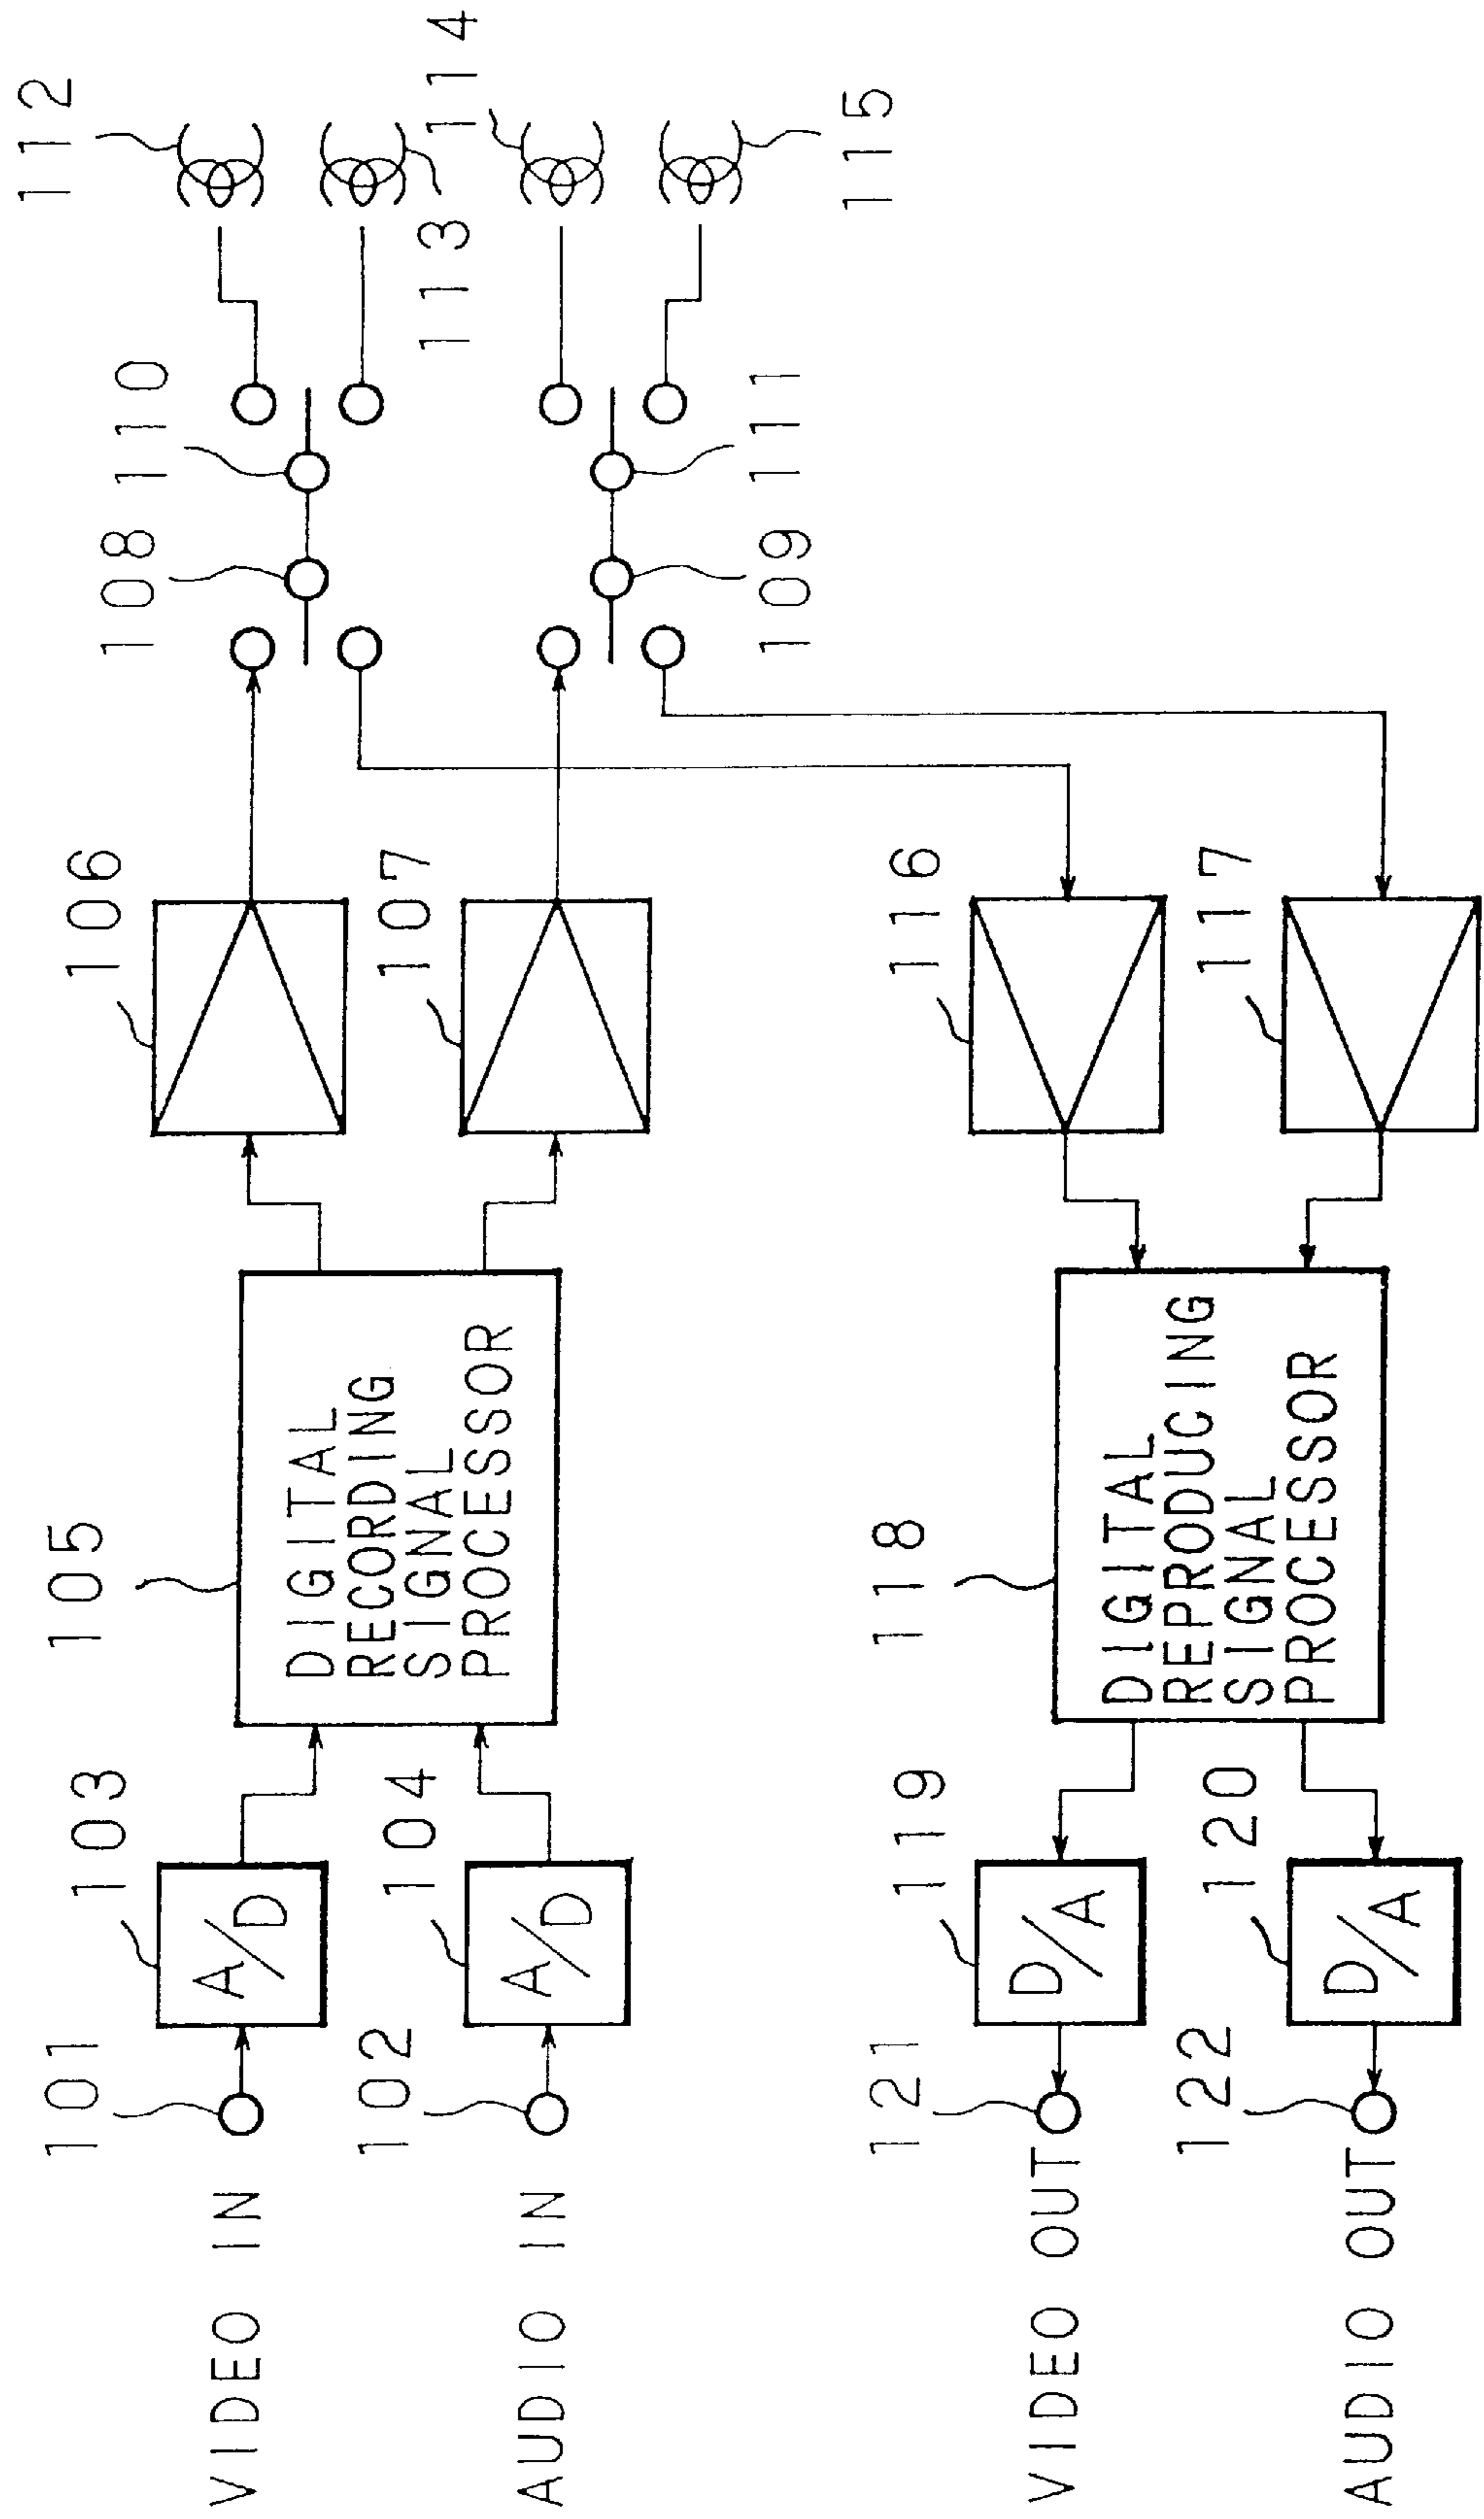 VIDEO IN
101
A/D
103
105
DIGITAL
RECORDING
SIGNAL
PROCESSOR
106
108
110
112
113
AUDIO IN
102
A/D
104
107
109
111
114
115
VIDEO OUT
121
D/A
119
118
DIGITAL
REPRODUCING
SIGNAL
PROCESSOR
116
AUDIO OUT
122
D/A
120
117